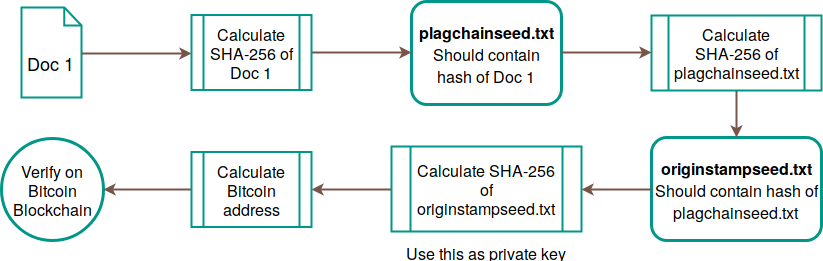 Doc 1
Calculate
SHA-256 of
Doc 1
plagchainseed.txt
Should contain
hash of Doc 1
Calculate
SHA-256 of
plagchainseed.txt
originstampseed.txt
Should contain hash of
plagchainseed.txt
Calculate SHA-256
of
originstampseed.txt
Use this as private key
Calculate
Bitcoin
address
Verify on
Bitcoin
Blockchain